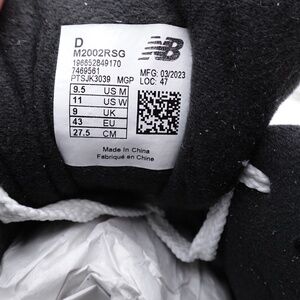 D
M2002RSG
196652849170
7469561
PTSJK3039 MGP
MFG: 03/2023
LOC: 47
NB
9.5 US M
11 US W
9 UK
43 EU
27.5 CM
Made In China
Fabriqué en Chine